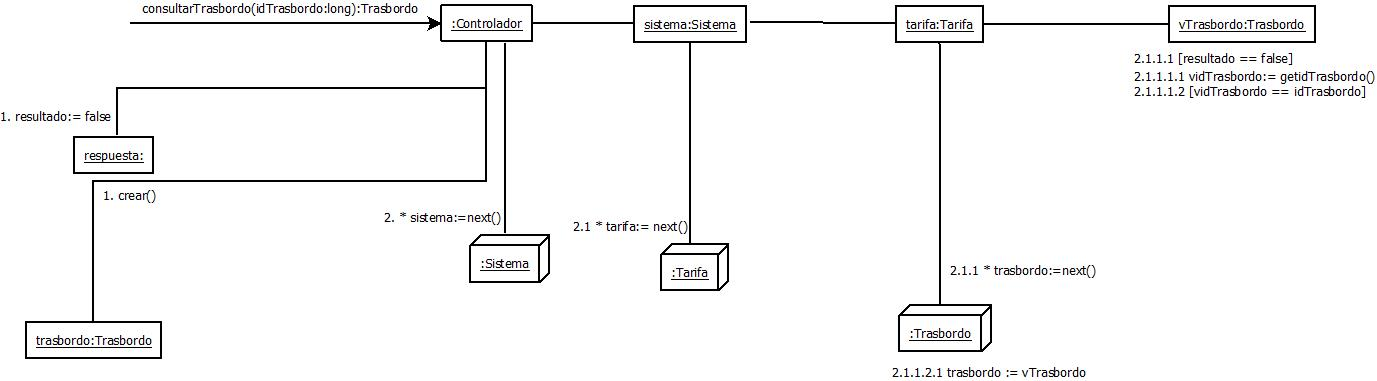 consultarTrasbordo(idTrasbordo:long):Trasbordo
:Controlador
sistema:Sistema
tarifa:Tarifa
vTrasbordo:Trasbordo
2.1.1.1 [resultado == false]
2.1.1.1.1 vidTrasbordo:= getidTrasbordo()
2.1.1.1.2 [vidTrasbordo == idTrasbordo]
1. resultado:= false
respuesta:
1. crear()
2. * sistema:=next()
2.1 * tarifa:= next()
:Sistema
:Tarifa
2.1.1 * trasbordo:=next()
trasbordo:Trasbordo
:Trasbordo
2.1.1.2.1 trasbordo := vTrasbordo